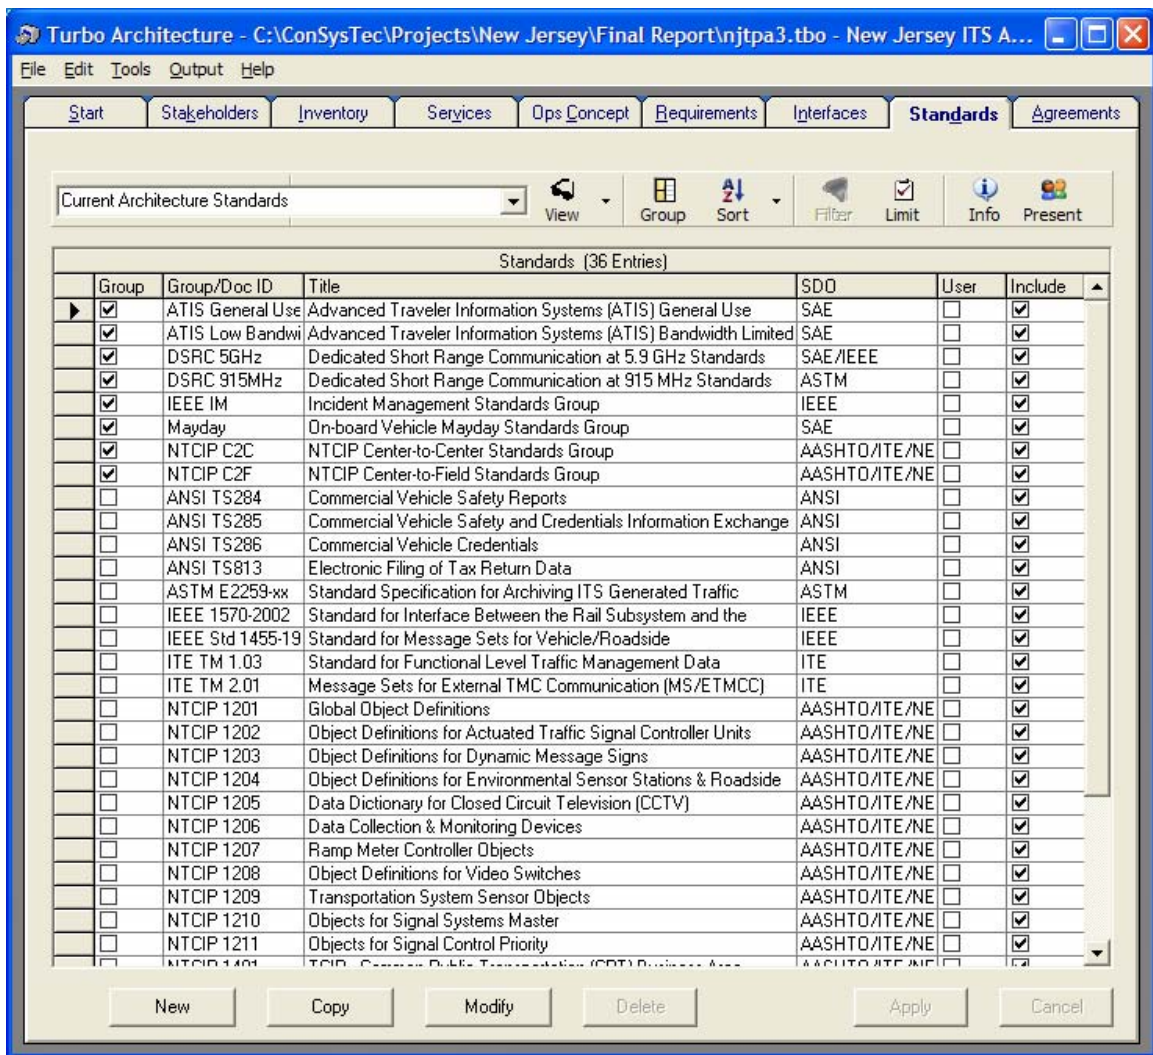 Turbo Architecture - C:\ConSysTec\Projects\New Jersey\Final Report\njtpa3.tbo - New Jersey ITS A...
File Edit Tools Output Help
Start Stakeholders Inventory Services Ops Concept Requirements Interfaces Standards Agreements
Current Architecture Standards View Group Sort Filter Limit Info Present
Standards (36 Entries)
Group Group/Doc ID Title SDO User Include
ATIS General Use Advanced Traveler Information Systems (ATIS) General Use SAE
ATIS Low Bandwi Advanced Traveler Information Systems (ATIS) Bandwidth Limited SAE
DSRC 5GHz Dedicated Short Range Communication at 5.9 GHz Standards SAE/IEEE
DSRC 915MHz Dedicated Short Range Communication at 915 MHz Standards ASTM
IEEE IM Incident Management Standards Group IEEE
Mayday On-board Vehicle Mayday Standards Group SAE
NTCIP C2C NTCIP Center-to-Center Standards Group AASHTO/ITE/NE
NTCIP C2F NTCIP Center-to-Field Standards Group AASHTO/ITE/NE
ANSI TS284 Commercial Vehicle Safety Reports ANSI
ANSI TS285 Commercial Vehicle Safety and Credentials Information Exchange ANSI
ANSI TS286 Commercial Vehicle Credentials ANSI
ANSI TS813 Electronic Filing of Tax Return Data ANSI
ASTM E2259-xx Standard Specification for Archiving ITS Generated Traffic ASTM
IEEE 1570-2002 Standard for Interface Between the Rail Subsystem and the IEEE
IEEE Std 1455-19 Standard for Message Sets for Vehicle/Roadside IEEE
ITE TM 1.03 Standard for Functional Level Traffic Management Data ITE
ITE TM 2.01 Message Sets for External TMC Communication (MS/ETMCC) ITE
NTCIP 1201 Global Object Definitions AASHTO/ITE/NE
NTCIP 1202 Object Definitions for Actuated Traffic Signal Controller Units AASHTO/ITE/NE
NTCIP 1203 Object Definitions for Dynamic Message Signs AASHTO/ITE/NE
NTCIP 1204 Object Definitions for Environmental Sensor Stations & Roadside AASHTO/ITE/NE
NTCIP 1205 Data Dictionary for Closed Circuit Television (CCTV) AASHTO/ITE/NE
NTCIP 1206 Data Collection & Monitoring Devices AASHTO/ITE/NE
NTCIP 1207 Ramp Meter Controller Objects AASHTO/ITE/NE
NTCIP 1208 Object Definitions for Video Switches AASHTO/ITE/NE
NTCIP 1209 Transportation System Sensor Objects AASHTO/ITE/NE
NTCIP 1210 Objects for Signal Systems Master AASHTO/ITE/NE
NTCIP 1211 Objects for Signal Control Priority AASHTO/ITE/NE
New Copy Modify Delete Apply Cancel